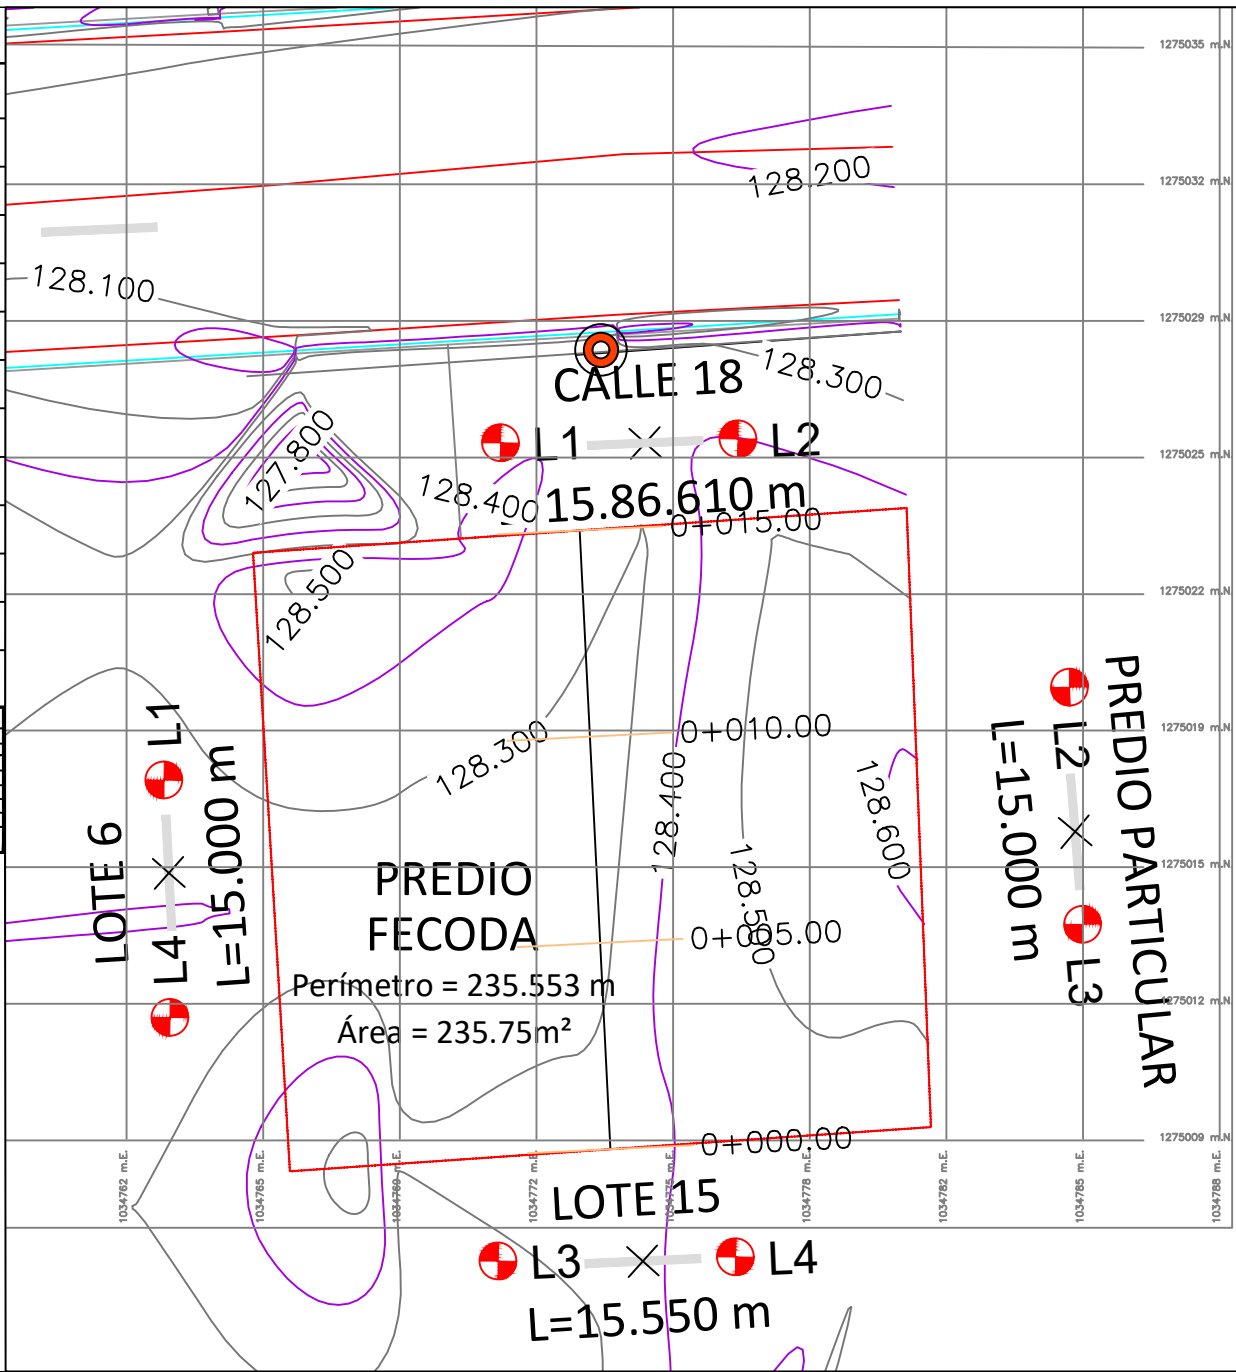 1275035 m.N
128.200
1275032 m.N
128.100
1275029 m.N
128.300
CALLE 18
L1
L2
127.800
1275025 m.N
128.400
15.86.610 m
0+015.00
128.500
1275022 m.N
PREDIO PARTICULAR
L1
L2
0+010.00
1275019 m.N
128.300
L=15.000 m
L=15.000 m
128.400
128.600
LOTE 6
128.500
1275015 m.N
PREDIO
FECODA
0+005.00
L4
L3
Perímetro = 235.553 m
1275012 m.N
Área = 235.75m²
0+000.00
1275009 m.N
1034762 m.E.
1034765 m.E.
1034769 m.E.
1034772 m.E.
1034775 m.E.
1034778 m.E.
1034782 m.E.
1034785 m.E.
1034788 m.E.
LOTE 15
L3
L4
L=15.550 m